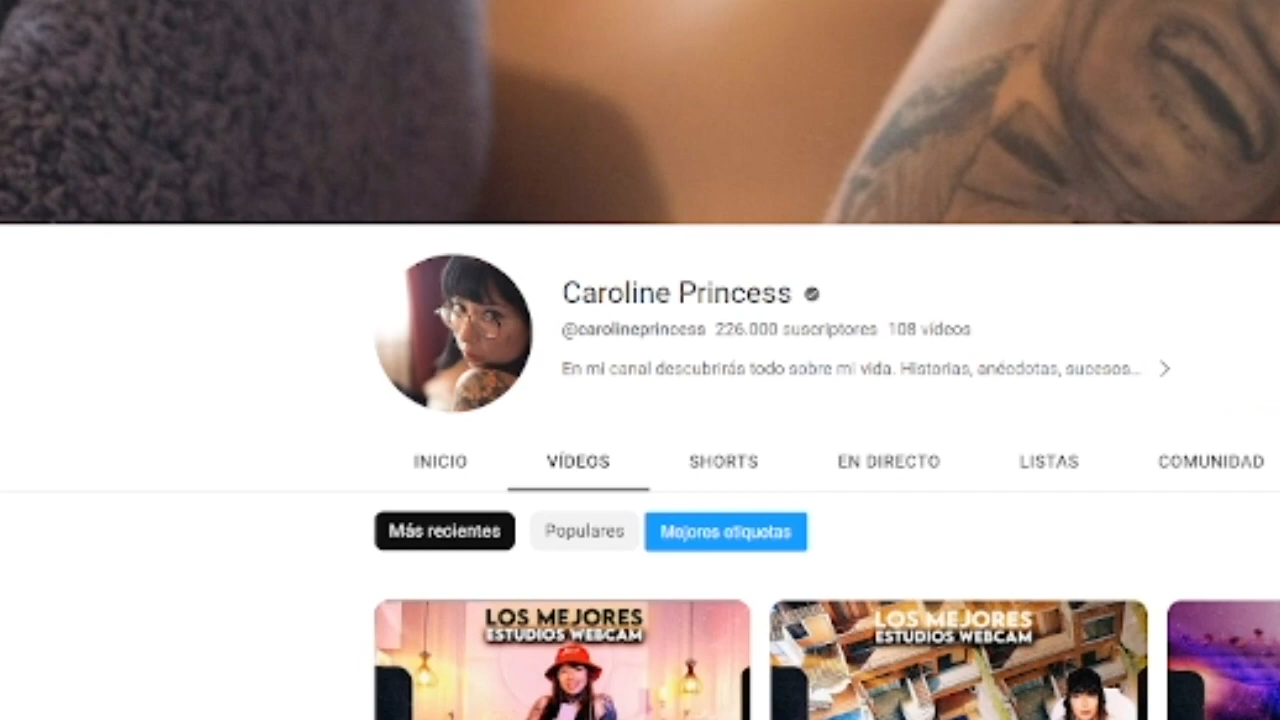 Caroline Princess
@carolineprincess 226.000 suscriptores 108 vídeos
En mi canal descubrirás todo sobre mi vida. Historias, anécdotas, sucesos...
INICIO VÍDEOS SHORTS EN DIRECTO LISTAS COMUNIDAD
Más recientes Populares Mejores etiquetas
LOS MEJORES
ESTUDIOS WEBCAM
LOS MEJORES
ESTUDIOS WEBCAM